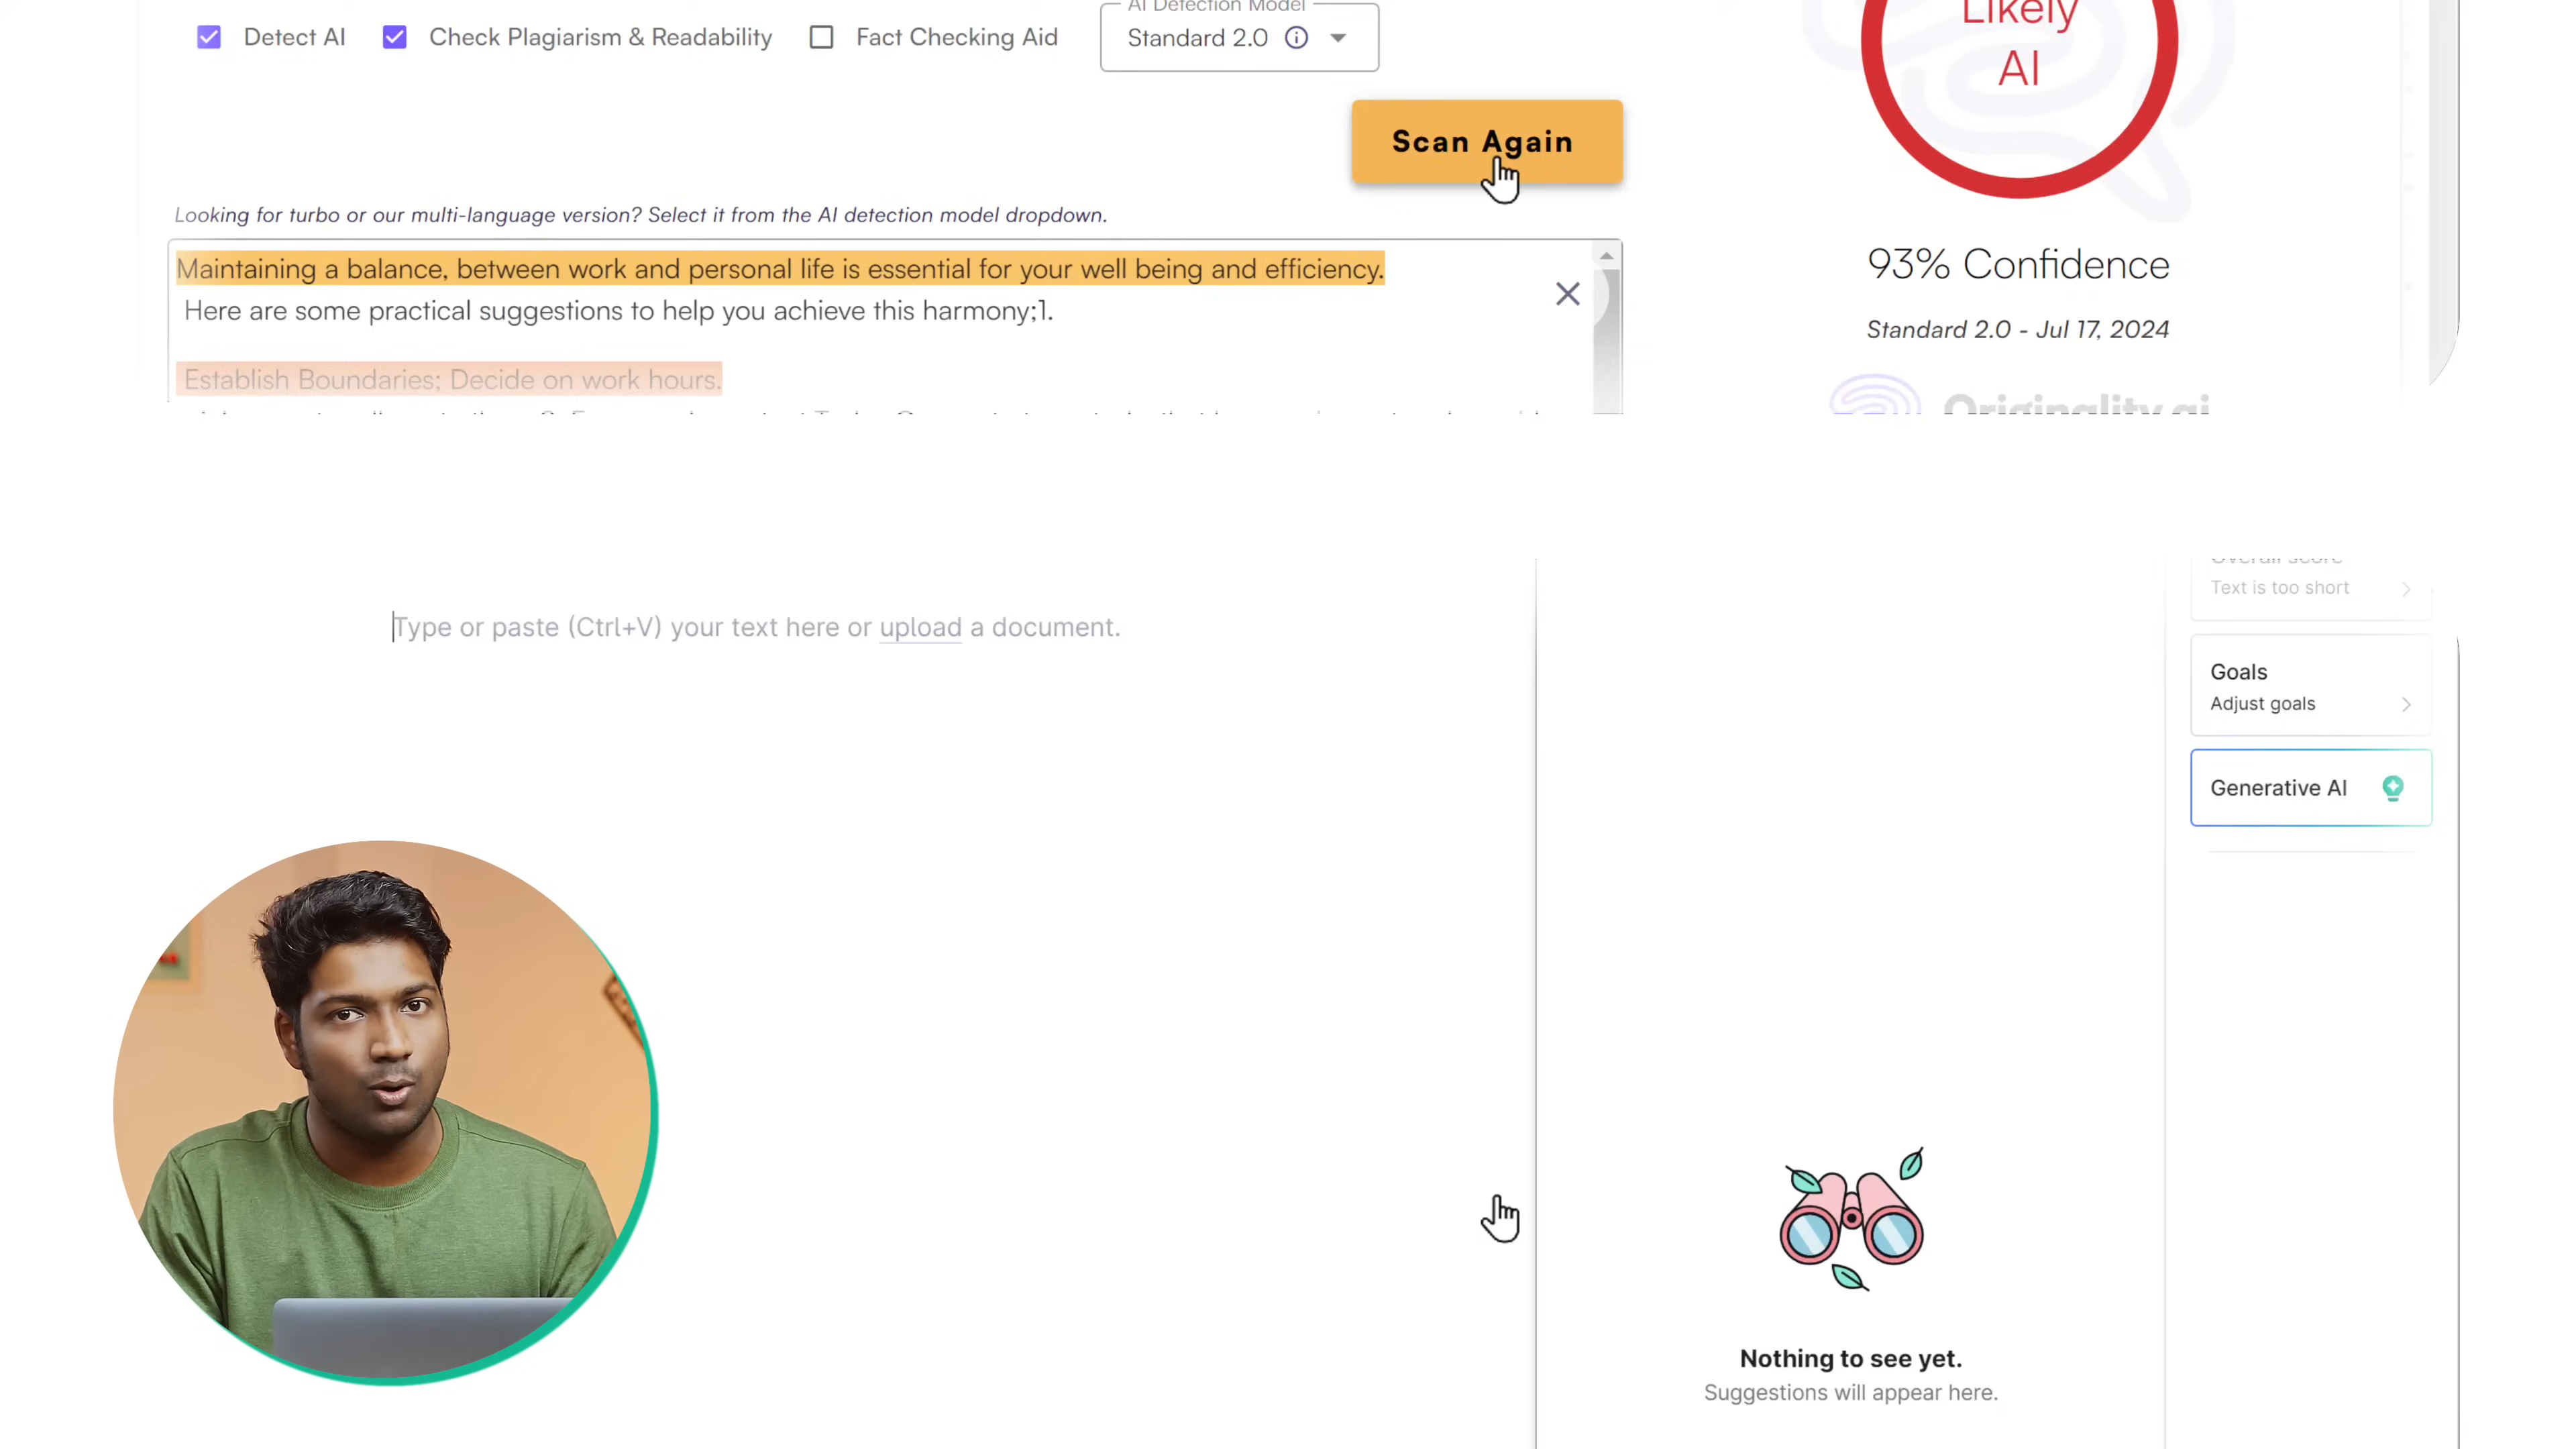 AI Detection Model
Detect AI
Check Plagiarism & Readability
Fact Checking Aid
Standard 2.0
Likely
AI
Scan Again
Looking for turbo or our multi-language version? Select it from the AI detection model dropdown.
Maintaining a balance, between work and personal life is essential for your well being and efficiency.
Here are some practical suggestions to help you achieve this harmony;1.
Establish Boundaries; Decide on work hours.
93% Confidence
Standard 2.0 - Jul 17, 2024
Originality.ai
Type or paste (Ctrl+V) your text here or upload a document.
Overall score
Text is too short
Goals
Adjust goals
Generative AI
Nothing to see yet.
Suggestions will appear here.